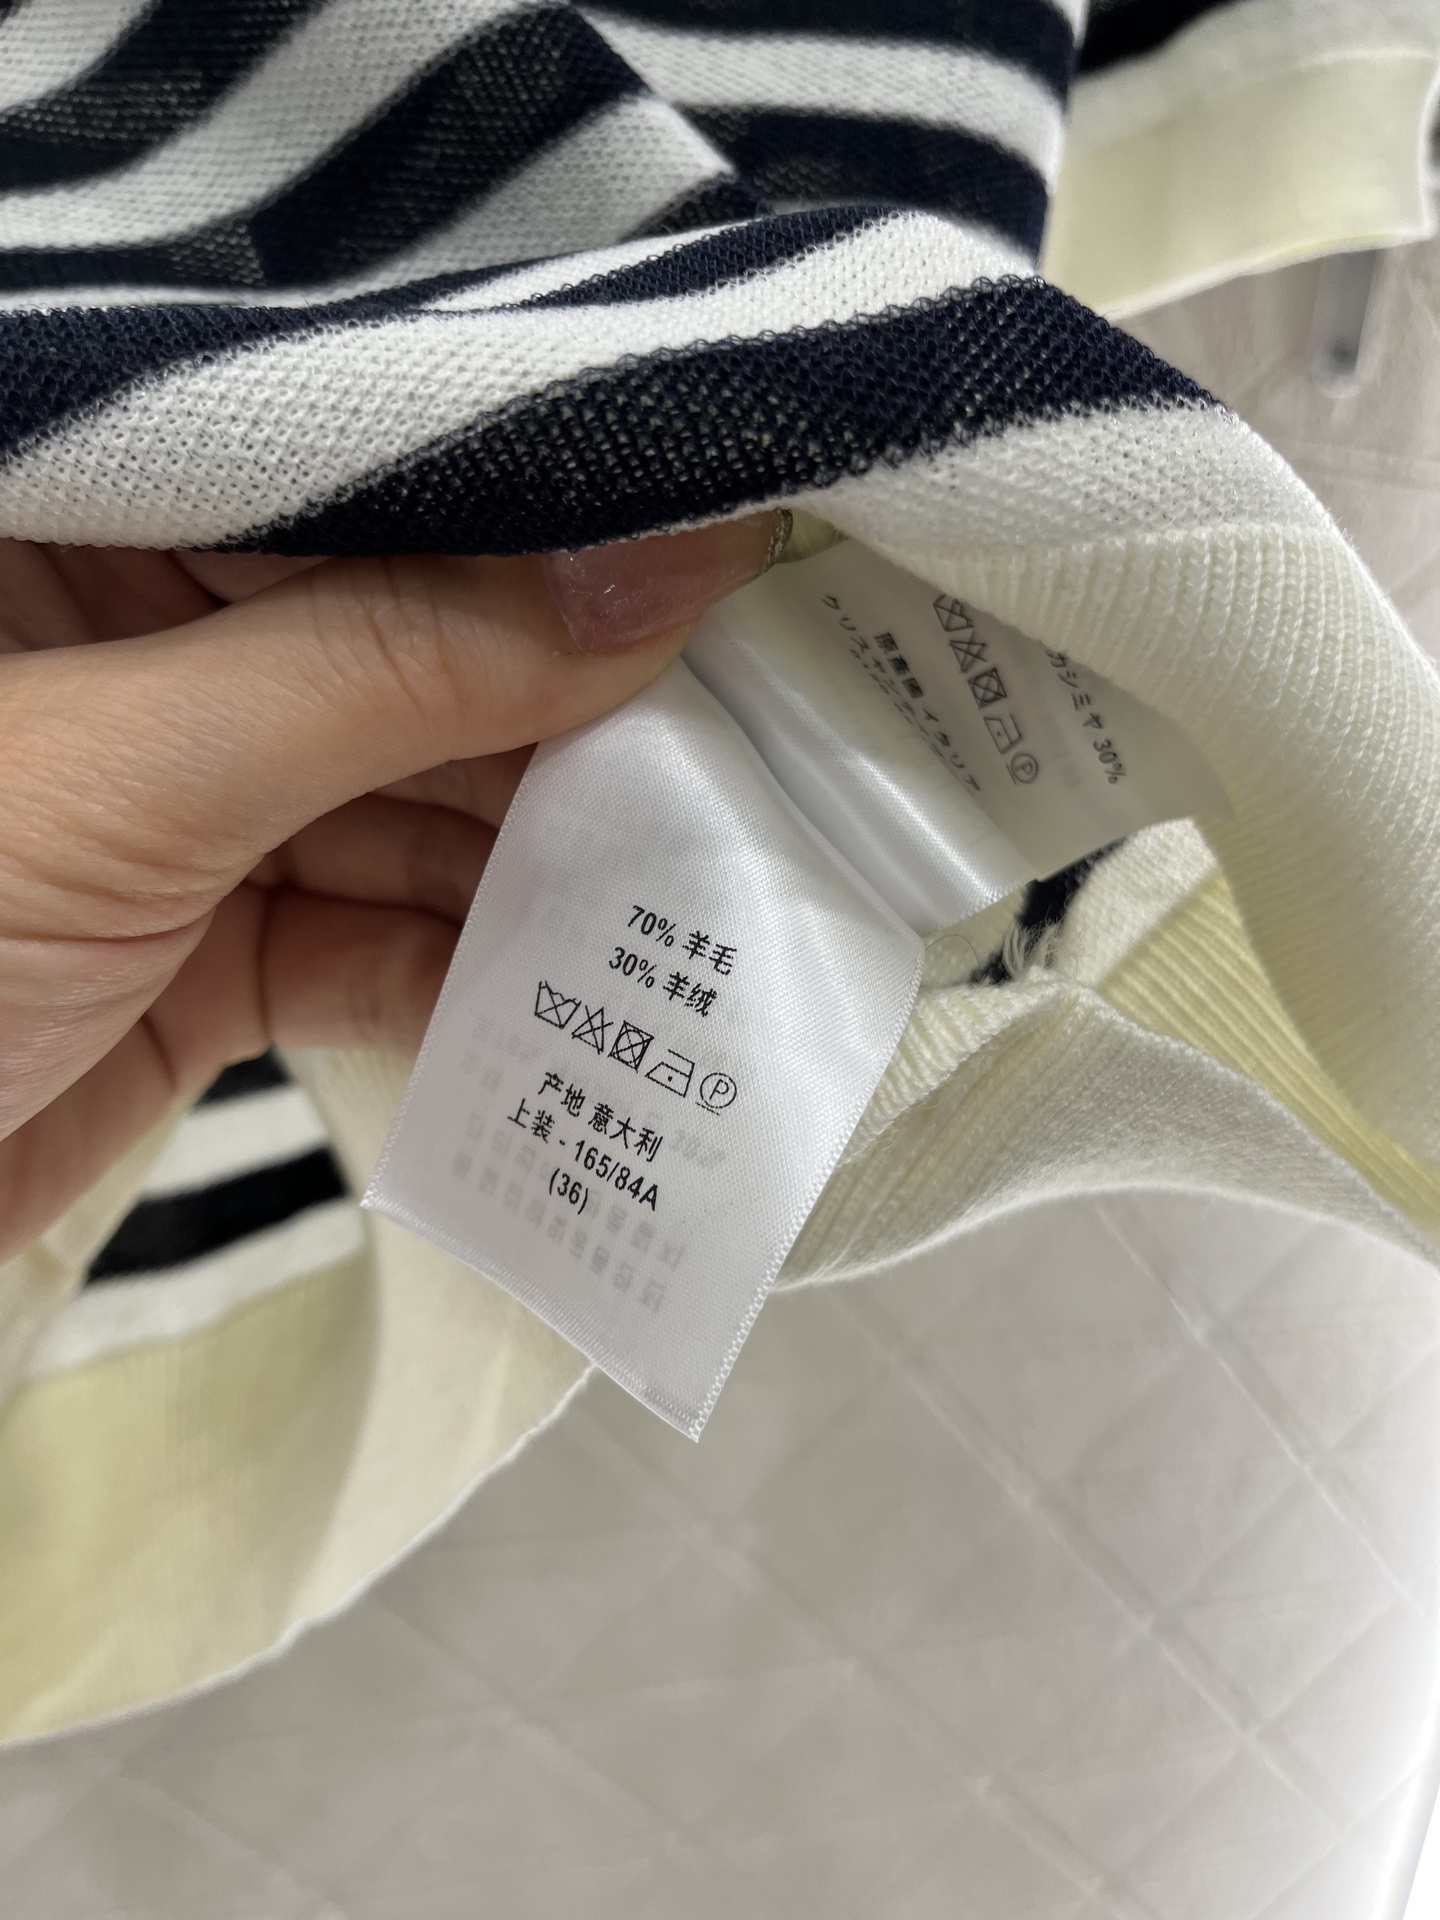 70% 羊毛
30% 羊绒
P
产地 意大利
上装 - 165/84A
(36)
カシミヤ 30%
P
原産国 イタリア